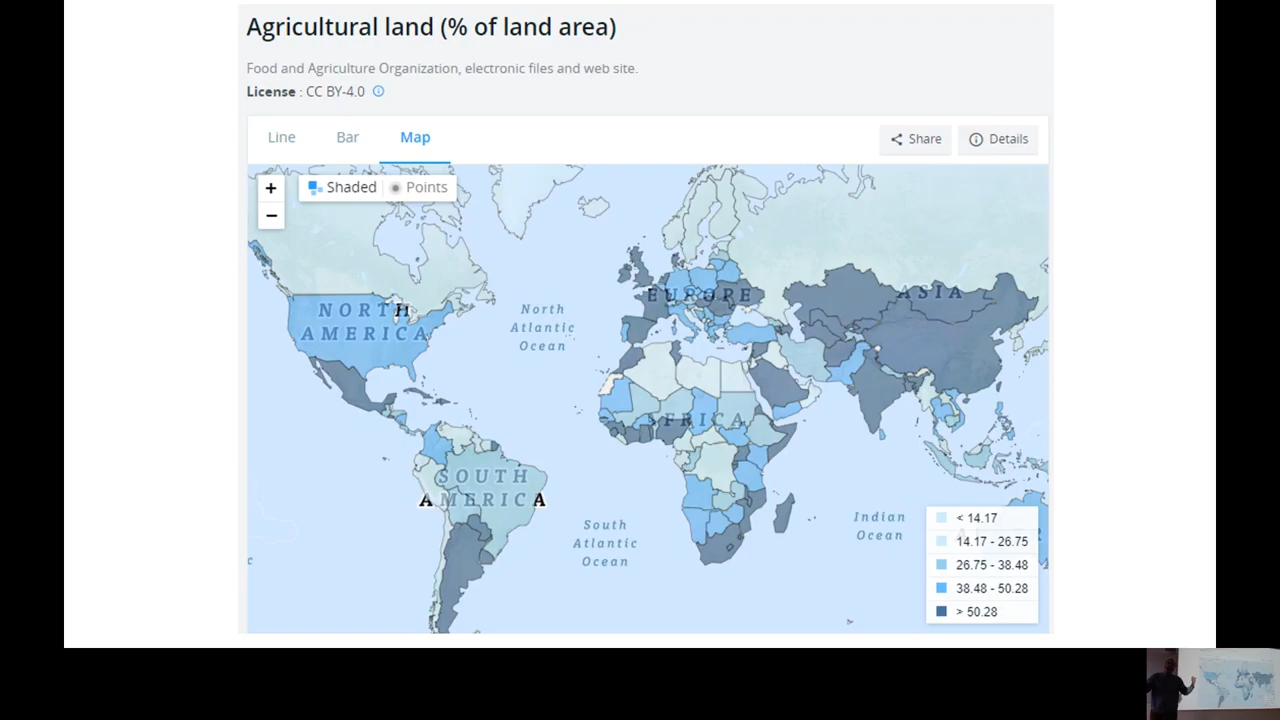 Agricultural land (% of land area)
Food and Agriculture Organization, electronic files and web site.
License : CC BY-4.0
Line
Bar
Map
Share
Details
+
−
Shaded
Points
NORTH
AMERICA
North
Atlantic
Ocean
EUROPE
ASIA
AFRICA
SOUTH
AMERICA
South
Atlantic
Ocean
Indian
Ocean
c
< 14.17
14.17 - 26.75
26.75 - 38.48
38.48 - 50.28
> 50.28